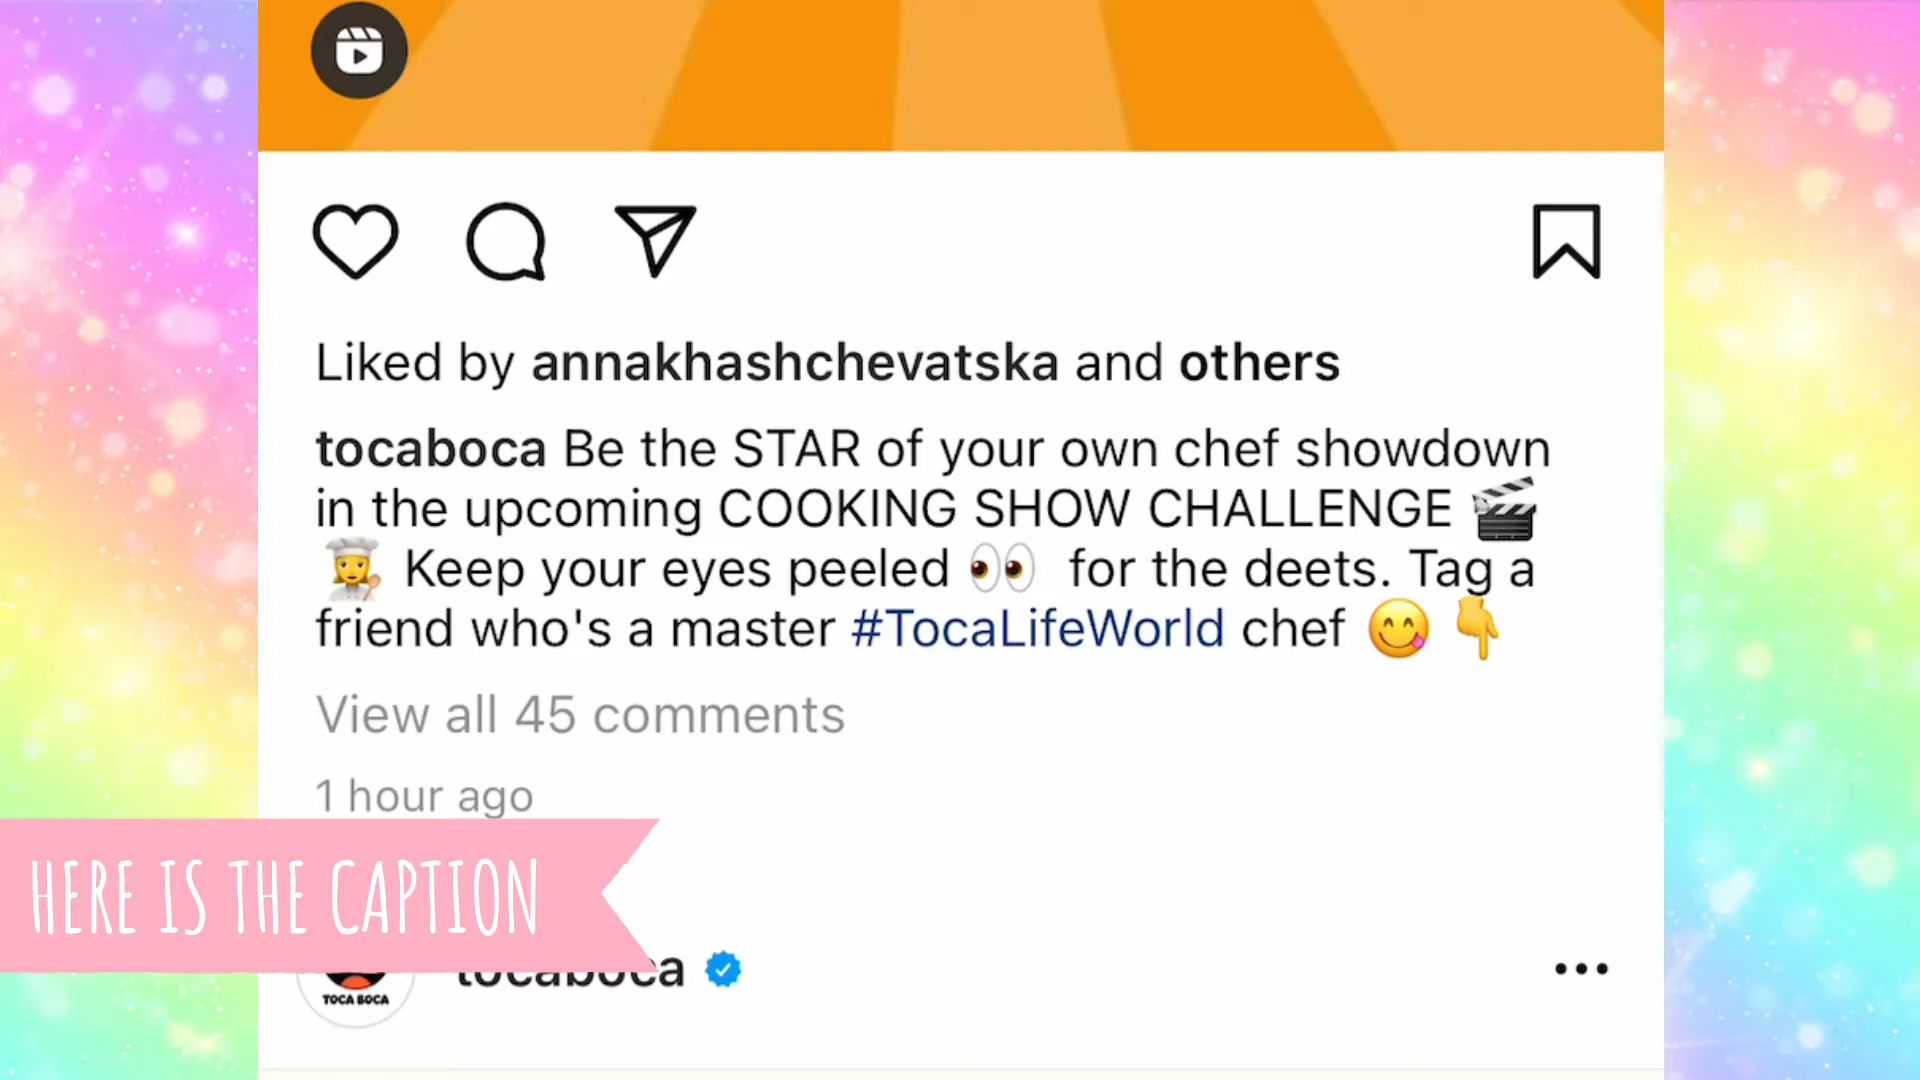 Liked by annakhashchevatska and others
tocaboca Be the STAR of your own chef showdown
in the upcoming COOKING SHOW CHALLENGE 🎬
👩‍🍳 Keep your eyes peeled 👀 for the deets. Tag a
friend who's a master #TocaLifeWorld chef 😋 👇
View all 45 comments
1 hour ago
HERE IS THE CAPTION
tocaboca
TOCA BOCA